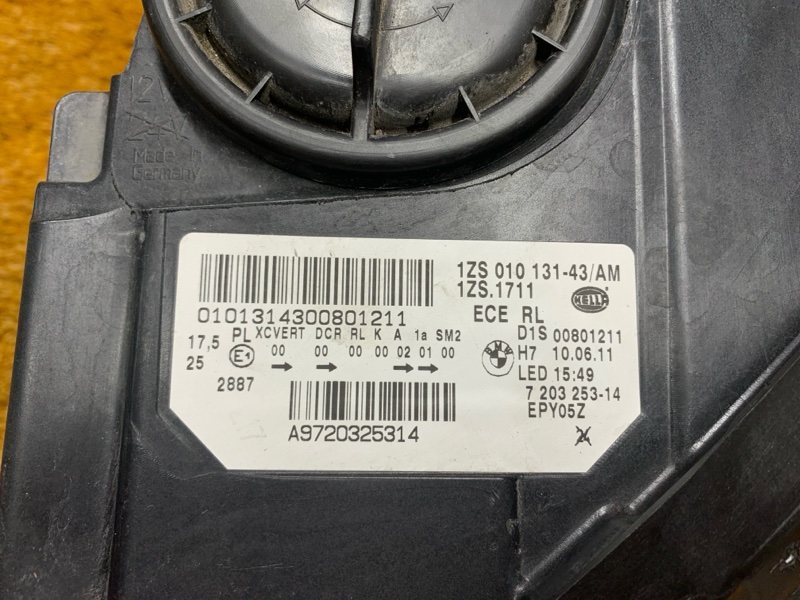 Made in
Germany
1ZS 010 131-43/AM
1ZS.1711
HELLA
0101314300801211
ECE RL
17,5 PL XCVERT DCR RL K A 1a SM2
D1S 00801211
25 E1 00 00 00 00 02 01 00
BMW
H7 10.06.11
2887
LED 15:49
7 203 253-14
EPY05Z
A9720325314